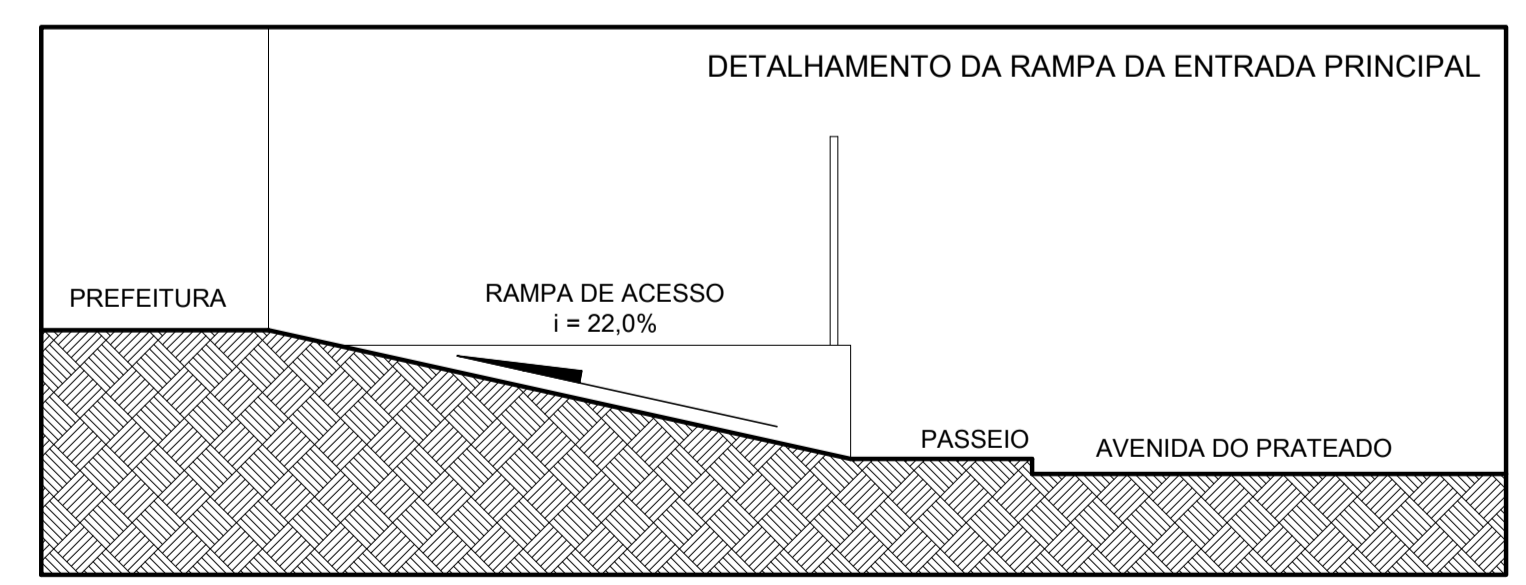 DETALHAMENTO DA RAMPA DA ENTRADA PRINCIPAL
PREFEITURA
RAMPA DE ACESSO
i = 22,0%
PASSEIO
AVENIDA DO PRATEADO